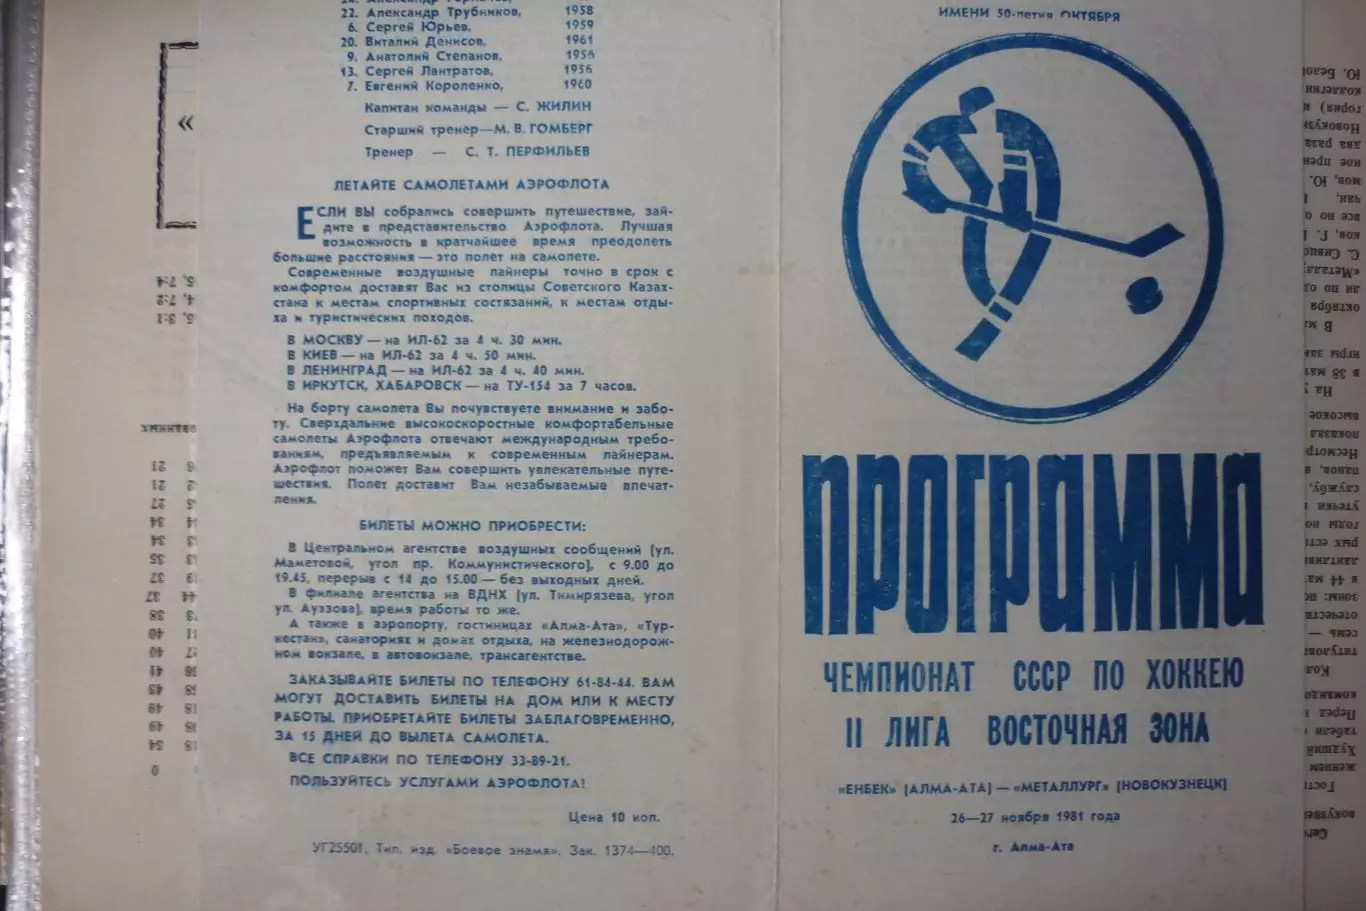 22. Александр Трубников, 1958
6. Сергей Юрьев, 1959
20. Виталий Денисов, 1961
9. Анатолий Степанов, 1956
13. Сергей Лантратов, 1956
7. Евгений Короленко, 1960
Капитан команды — С. ЖИЛИН
Старший тренер—М. В. ГОМБЕРГ
Тренер — С. Т. ПЕРФИЛЬЕВ
ЛЕТАЙТЕ САМОЛЕТАМИ АЭРОФЛОТА
ЕСЛИ ВЫ собрались совершить путешествие, зай-
дите в представительство Аэрофлота. Лучшая
возможность в кратчайшее время преодолеть
большие расстояния — это полет на самолете.
Современные воздушные лайнеры точно в срок с
комфортом доставят Вас из столицы Советского Казах-
стана к местам спортивных состязаний, к местам отды-
ха и туристических походов.
В МОСКВУ — на ИЛ-62 за 4 ч. 30 мин.
В КИЕВ — на ИЛ-62 за 4 ч. 50 мин.
В ЛЕНИНГРАД — на ИЛ-62 за 4 ч. 40 мин.
В ИРКУТСК, ХАБАРОВСК — на ТУ-154 за 7 часов.
На борту самолета Вы почувствуете внимание и забо-
ту. Сверхдальние высокоскоростные комфортабельные
самолеты Аэрофлота отвечают международным требо-
ваниям, предъявляемым к современным лайнерам.
Аэрофлот поможет Вам совершить увлекательные путе-
шествия. Полет доставит Вам незабываемые впечат-
ления.
БИЛЕТЫ МОЖНО ПРИОБРЕСТИ:
В Центральном агентстве воздушных сообщений (ул.
Маметовой, угол пр. Коммунистического), с 9.00 до
19.45, перерыв с 14 до 15.00 — без выходных дней.
В филиале агентства на ВДНХ (ул. Тимирязева, угол
ул. Ауэзова), время работы то же.
А также в аэропорту, гостиницах «Алма-Ата», «Тур-
кестан», санаториях и домах отдыха, на железнодорож-
ном вокзале, в автовокзале, трансагентстве.
ЗАКАЗЫВАЙТЕ БИЛЕТЫ ПО ТЕЛЕФОНУ 61-84-44. ВАМ
МОГУТ ДОСТАВИТЬ БИЛЕТЫ НА ДОМ ИЛИ К МЕСТУ
РАБОТЫ. ПРИОБРЕТАЙТЕ БИЛЕТЫ ЗАБЛАГОВРЕМЕННО,
ЗА 15 ДНЕЙ ДО ВЫЛЕТА САМОЛЕТА.
ВСЕ СПРАВКИ ПО ТЕЛЕФОНУ 33-89-21.
ПОЛЬЗУЙТЕСЬ УСЛУГАМИ АЭРОФЛОТА!
Цена 10 коп.
УГ25501. Тип. изд. «Боевое знамя». Зак. 1374—400.
ИМЕНИ 50-летия ОКТЯБРЯ
ПРОГРАММА
ЧЕМПИОНАТ СССР ПО ХОККЕЮ
II ЛИГА ВОСТОЧНАЯ ЗОНА
«ЕНБЕК» (АЛМА-АТА) — «МЕТАЛЛУРГ» (НОВОКУЗНЕЦК)
26—27 ноября 1981 года
г. Алма-Ата